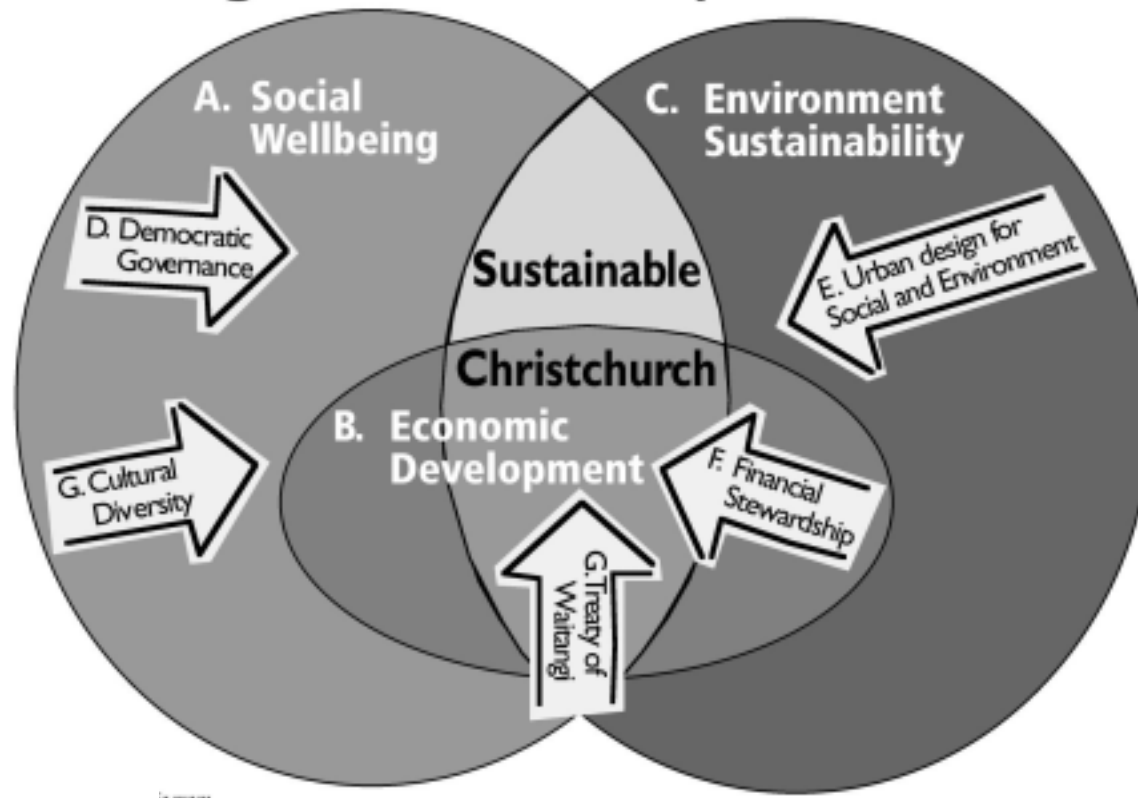 A. Social
Wellbeing
C. Environment
Sustainability
D. Democratic
Governance
E. Urban design for
Social and Environment
Sustainable
Christchurch
B. Economic
Development
G. Cultural
Diversity
F. Financial
Stewardship
G. Treaty of
Waitangi